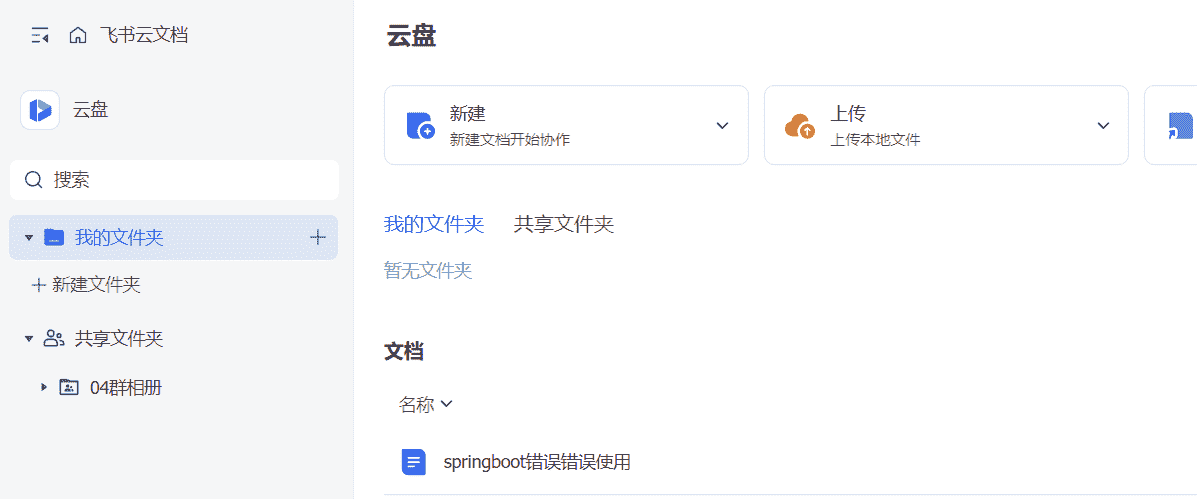 飞书云文档
云盘
搜索
我的文件夹
新建文件夹
共享文件夹
04群相册
云盘
新建
新建文档开始协作
上传
上传本地文件
我的文件夹 共享文件夹
暂无文件夹
文档
名称
springboot错误错误使用